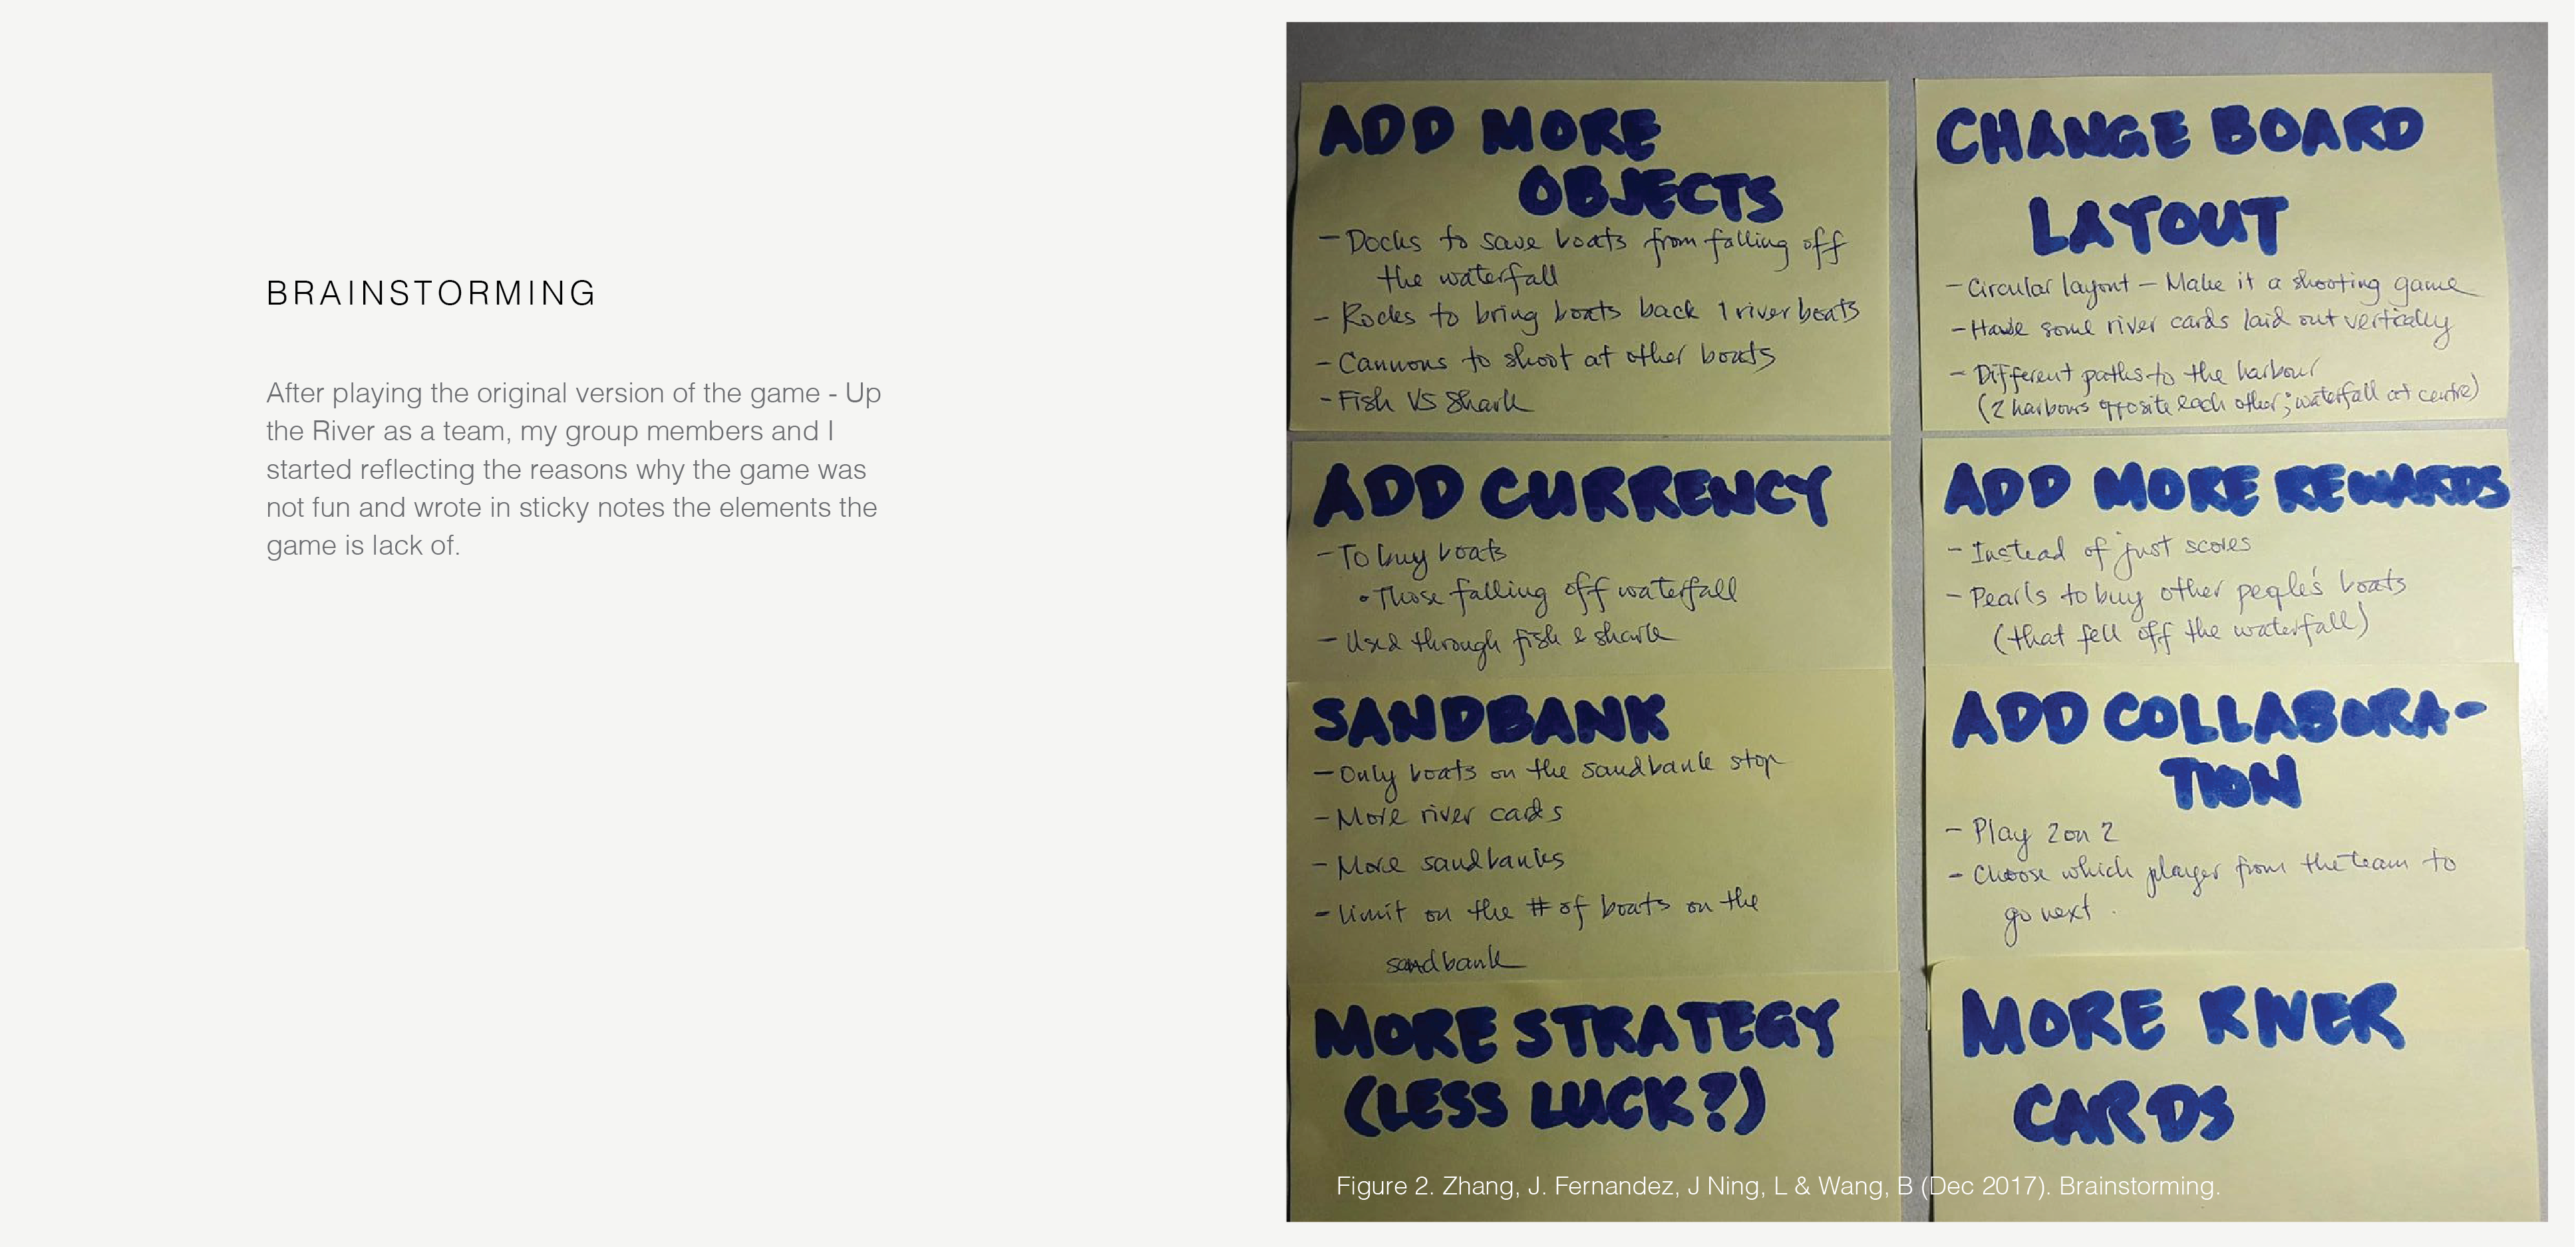 BRAINSTORMING
After playing the original version of the game - Up
the River as a team, my group members and I
started reflecting the reasons why the game was
not fun and wrote in sticky notes the elements the
game is lack of.
ADD MORE
OBJECTS
- Docks to save boats from falling off
the waterfall
- Rocks to bring boats back 1 river beats
- Cannons to shoot at other boats
- Fish VS Shark
CHANGE BOARD
LAYOUT
- Circular layout - Make it a shooting game
- Have some river cards laid out vertically
- Different paths to the harbour
(2 harbours opposite each other; waterfall at centre)
ADD CURRENCY
- To buy boats
• Those falling off waterfall
- Used through fish & shark
ADD MORE REWARDS
- Instead of just scores
- Pearls to buy other people's boats
(that fell off the waterfall)
SANDBANK
- Only boats on the sandbank stop
- More river cards
- More sandbanks
- limit on the # of boats on the
sandbank
ADD COLLABORA-
TION
- Play 2 on 2
- Choose which player from the team to
go next.
MORE STRATEGY
(LESS LUCK?)
MORE RIVER
CARDS
Figure 2. Zhang, J. Fernandez, J Ning, L & Wang, B (Dec 2017). Brainstorming.